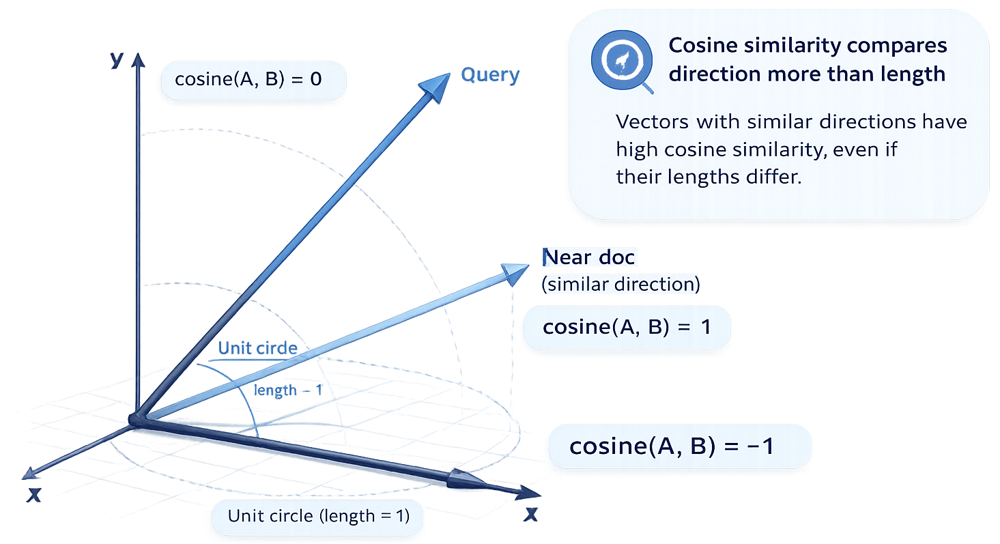 y
cosine(A, B) = 0
Query
Cosine similarity compares
direction more than length
Vectors with similar directions have
high cosine similarity, even if
their lengths differ.
Near doc
(similar direction)
cosine(A, B) = 1
Unit cirde
length – 1
cosine(A, B) = −1
x
x
Unit circle (length = 1)